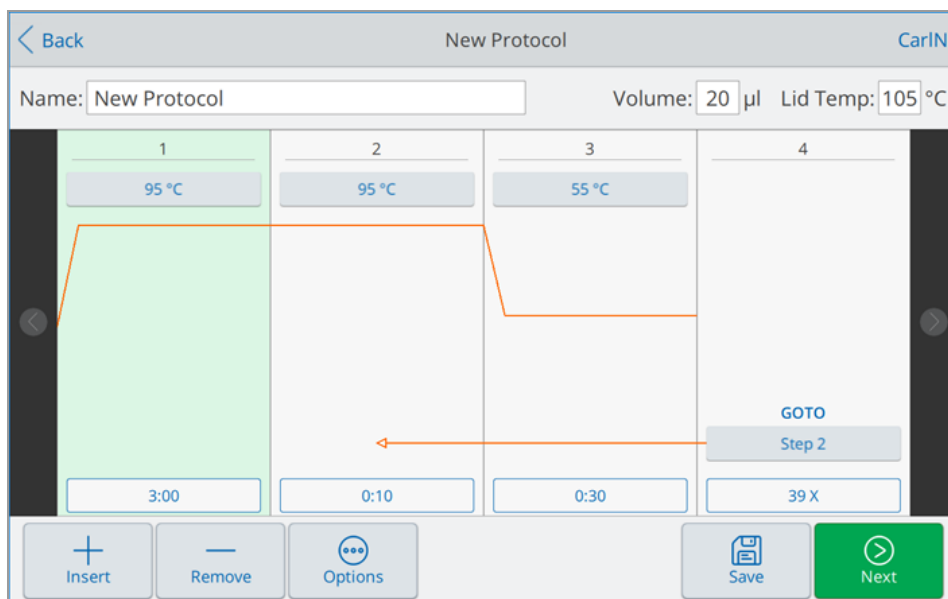 Back New Protocol CarlN
Name: New Protocol Volume: 20 µl Lid Temp: 105 °C
1 2 3 4
95 °C 95 °C 55 °C
GOTO
Step 2
3:00 0:10 0:30 39 X
Insert Remove Options Save Next